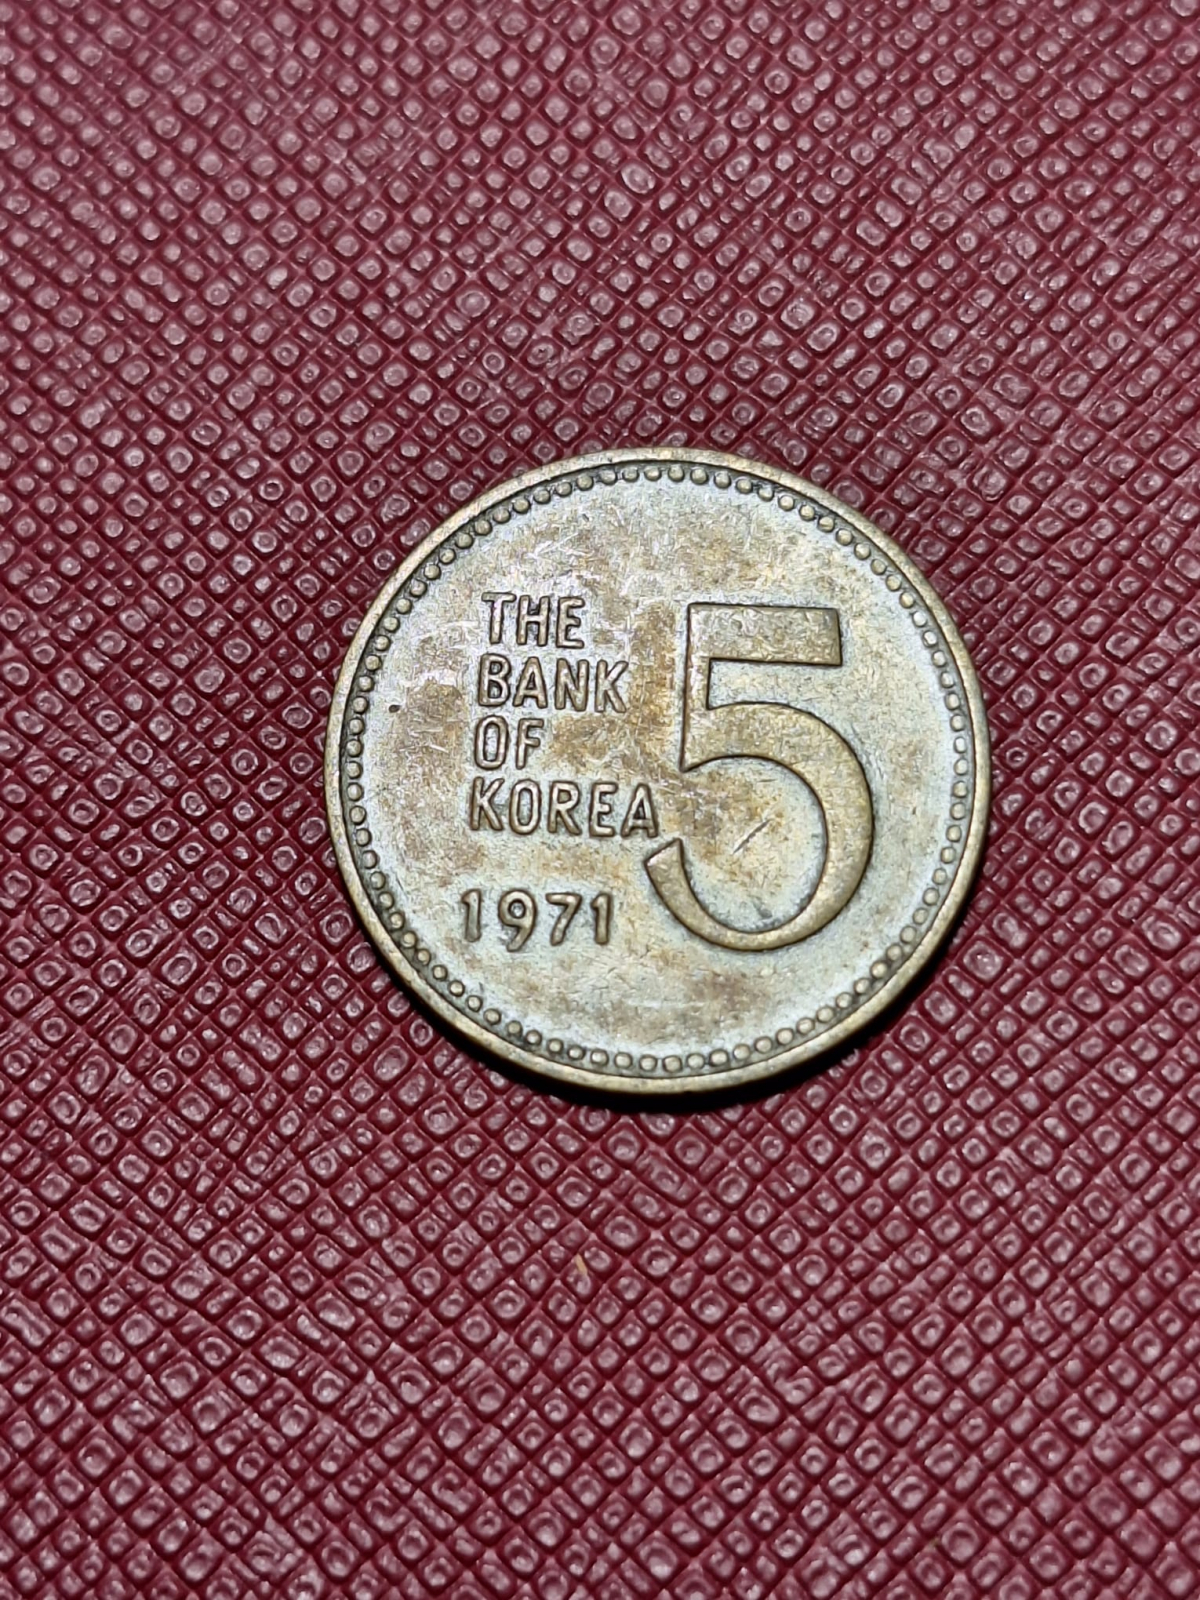 THE
BANK
OF
KOREA
1971
5